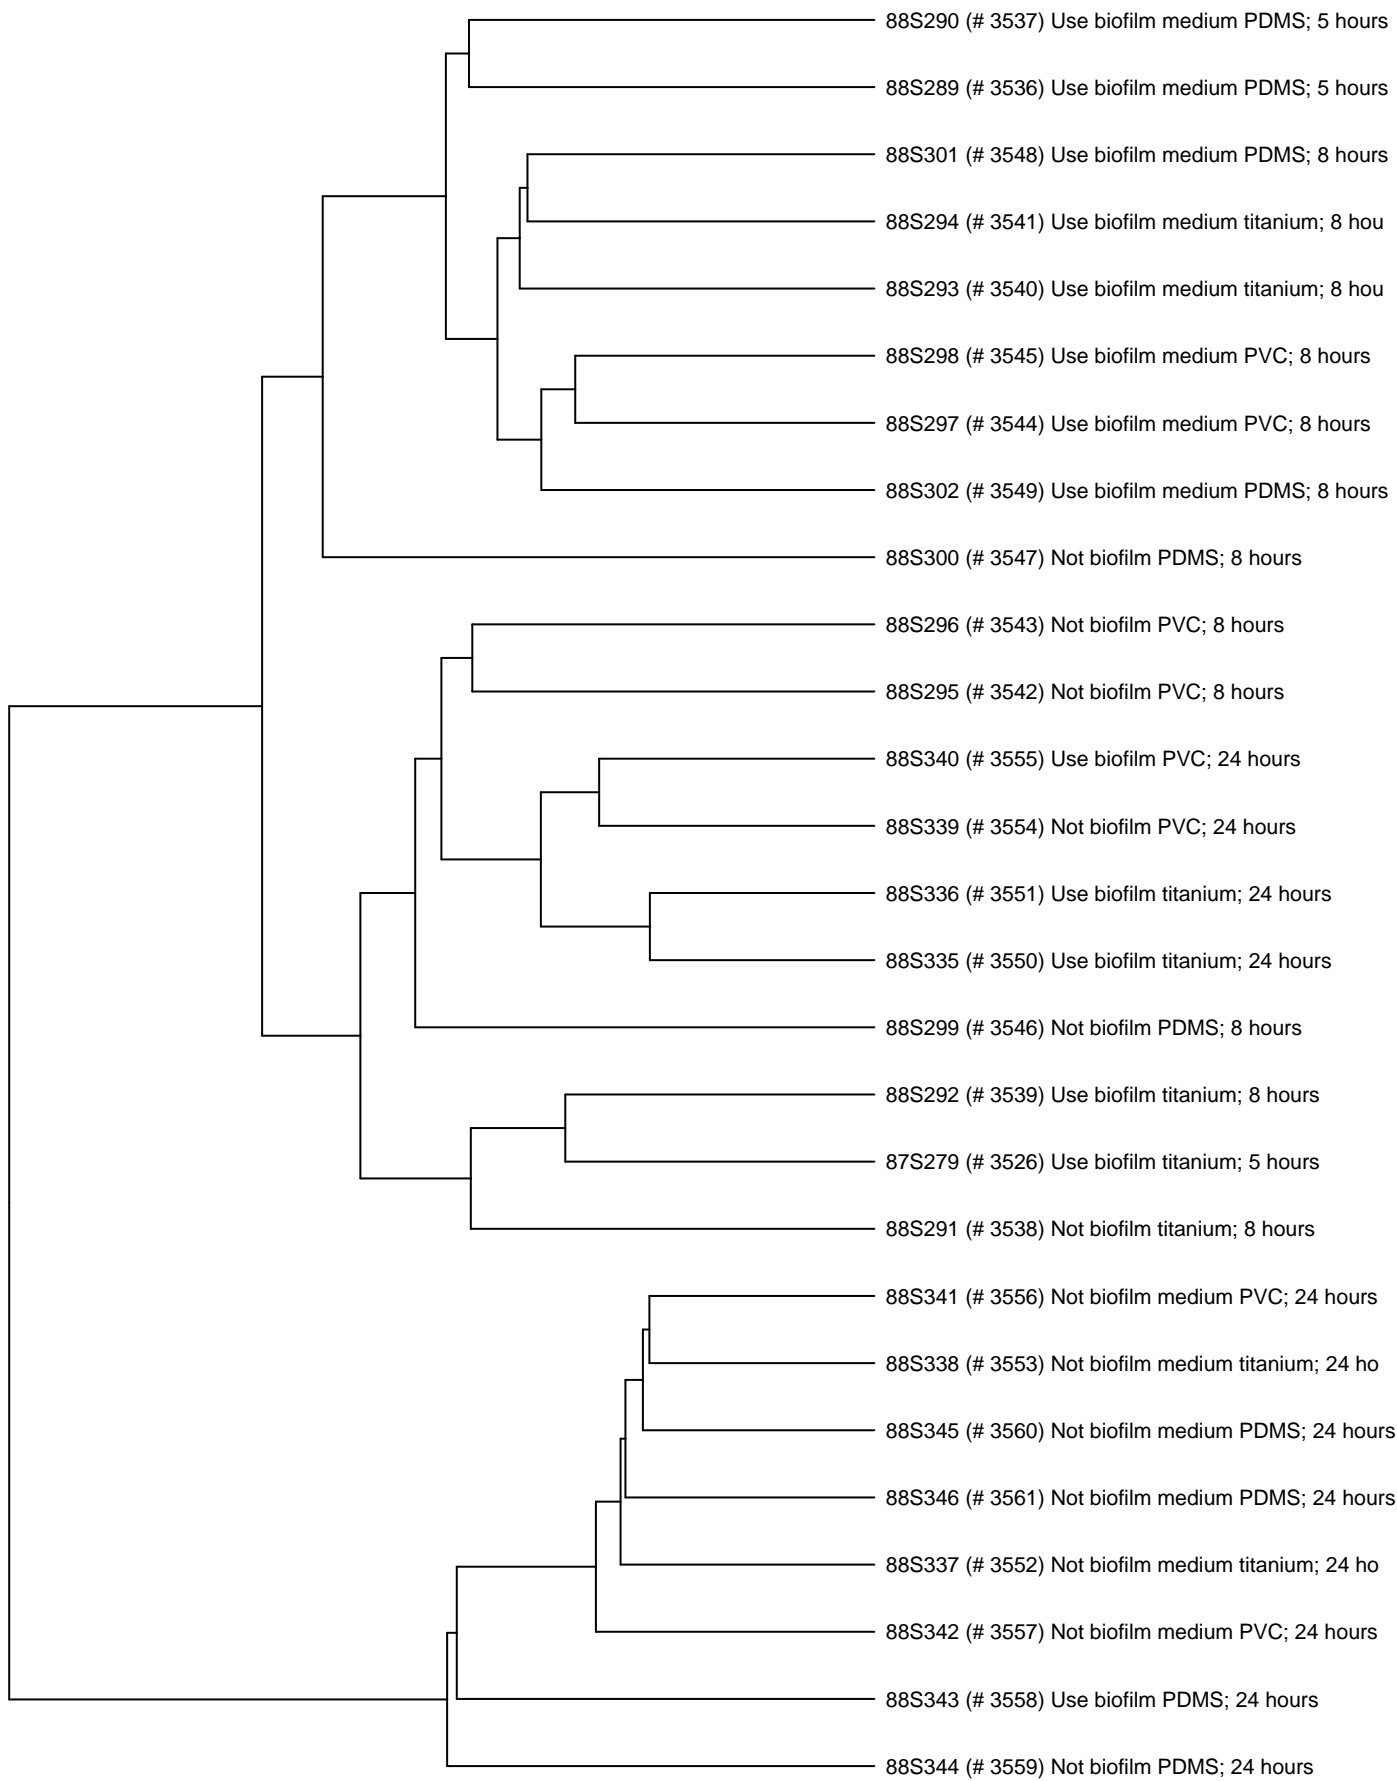 88S290 (# 3537) Use biofilm medium PDMS; 5 hours
88S289 (# 3536) Use biofilm medium PDMS; 5 hours
88S301 (# 3548) Use biofilm medium PDMS; 8 hours
88S294 (# 3541) Use biofilm medium titanium; 8 hou
88S293 (# 3540) Use biofilm medium titanium; 8 hou
88S298 (# 3545) Use biofilm medium PVC; 8 hours
88S297 (# 3544) Use biofilm medium PVC; 8 hours
88S302 (# 3549) Use biofilm medium PDMS; 8 hours
88S300 (# 3547) Not biofilm PDMS; 8 hours
88S296 (# 3543) Not biofilm PVC; 8 hours
88S295 (# 3542) Not biofilm PVC; 8 hours
88S340 (# 3555) Use biofilm PVC; 24 hours
88S339 (# 3554) Not biofilm PVC; 24 hours
88S336 (# 3551) Use biofilm titanium; 24 hours
88S335 (# 3550) Use biofilm titanium; 24 hours
88S299 (# 3546) Not biofilm PDMS; 8 hours
88S292 (# 3539) Use biofilm titanium; 8 hours
87S279 (# 3526) Use biofilm titanium; 5 hours
88S291 (# 3538) Not biofilm titanium; 8 hours
88S341 (# 3556) Not biofilm medium PVC; 24 hours
88S338 (# 3553) Not biofilm medium titanium; 24 ho
88S345 (# 3560) Not biofilm medium PDMS; 24 hours
88S346 (# 3561) Not biofilm medium PDMS; 24 hours
88S337 (# 3552) Not biofilm medium titanium; 24 ho
88S342 (# 3557) Not biofilm medium PVC; 24 hours
88S343 (# 3558) Use biofilm PDMS; 24 hours
88S344 (# 3559) Not biofilm PDMS; 24 hours